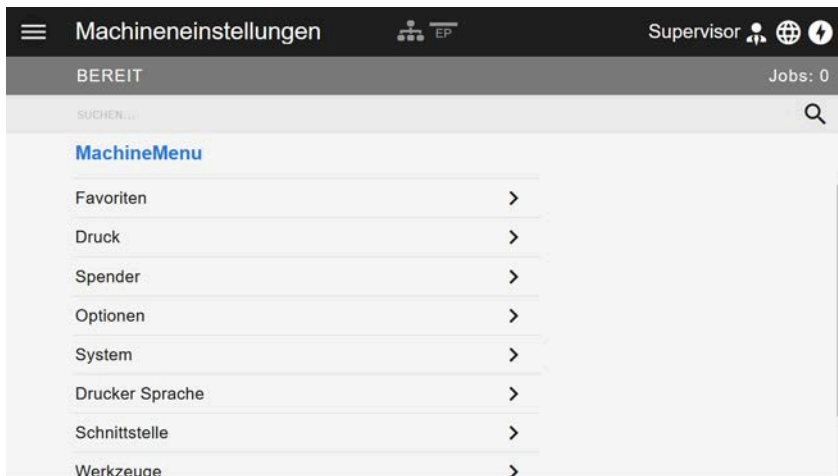 Machineneinstellungen EP Supervisor
BEREIT Jobs: 0
SUCHEN...
MachineMenu
Favoriten
Druck
Spender
Optionen
System
Drucker Sprache
Schnittstelle
Werkzeuge